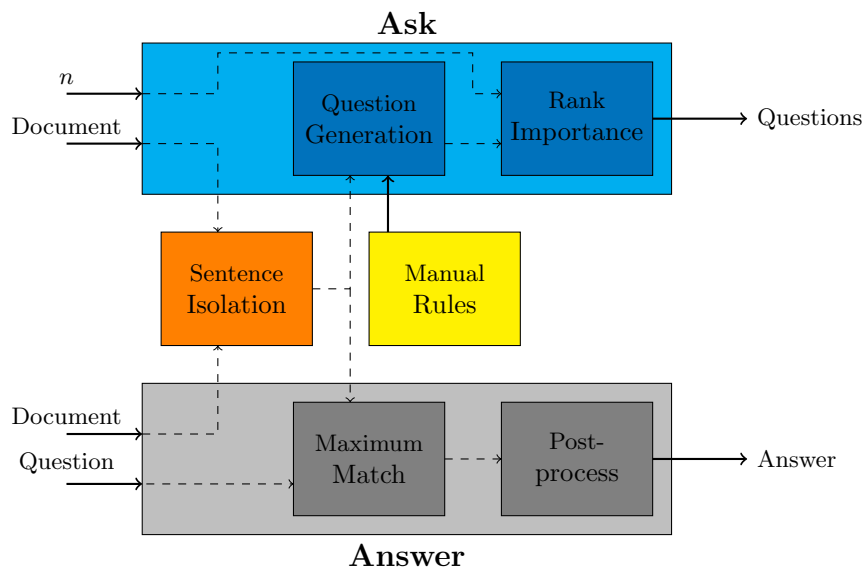 Ask
n
Document
Question
Generation
Rank
Importance
Questions
Sentence
Isolation
Manual
Rules
Document
Question
Maximum
Match
Post-
process
Answer
Answer